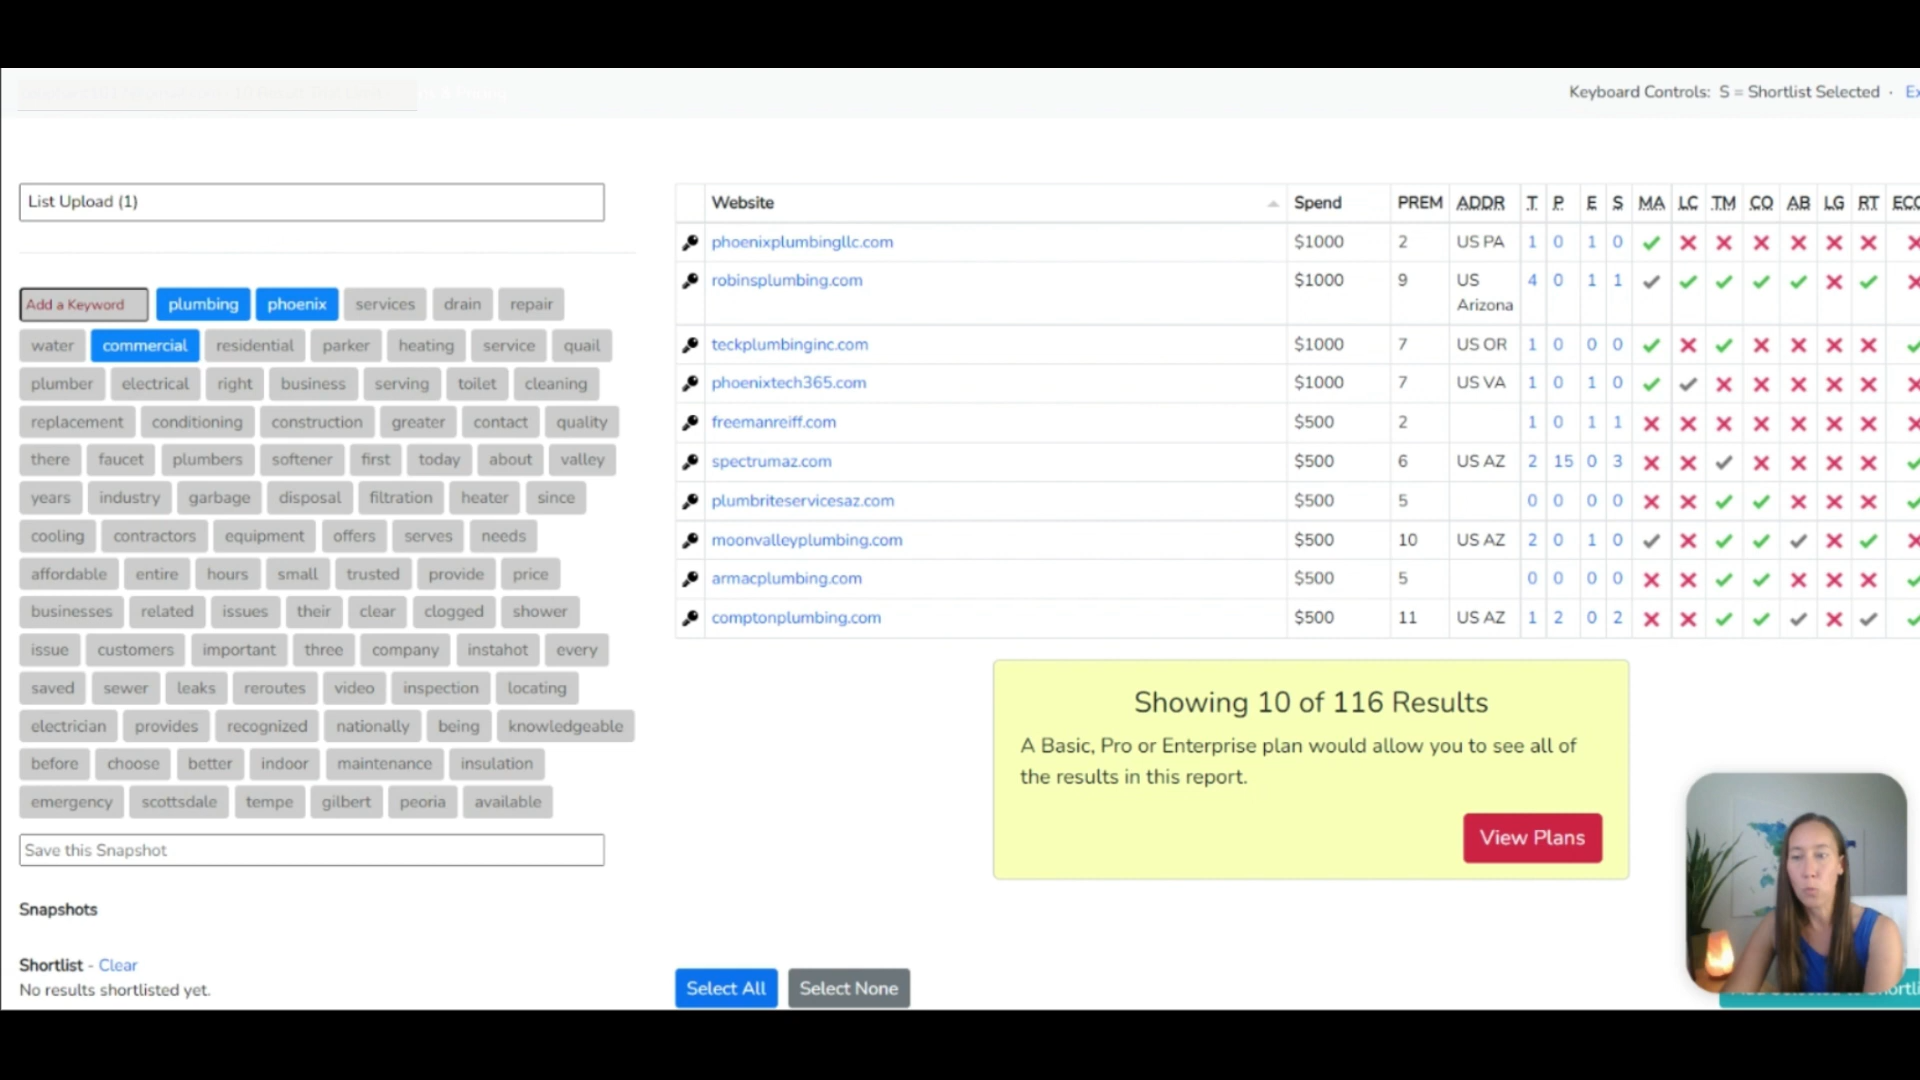 Keyboard Controls: S = Shortlist Selected · Ex
List Upload (1)
Website Spend PREM ADDR T P E S MA LC TM CO AB LG RT ECO
phoenixplumbingllc.com $1000 2 US PA 1 0 1 0
robinsplumbing.com $1000 9 US Arizona 4 0 1 1
teckplumbinginc.com $1000 7 US OR 1 0 0 0
phoenixtech365.com $1000 7 US VA 1 0 1 0
freemanreiff.com $500 2 1 0 1 1
spectrumaz.com $500 6 US AZ 2 15 0 3
plumbriteservicesaz.com $500 5 0 0 0 0
moonvalleyplumbing.com $500 10 US AZ 2 0 1 0
armacplumbing.com $500 5 0 0 0 0
comptonplumbing.com $500 11 US AZ 1 2 0 2
Add a Keyword plumbing phoenix services drain repair
water commercial residential parker heating service quail
plumber electrical right business serving toilet cleaning
replacement conditioning construction greater contact quality
there faucet plumbers softener first today about valley
years industry garbage disposal filtration heater since
cooling contractors equipment offers serves needs
affordable entire hours small trusted provide price
businesses related issues their clear clogged shower
issue customers important three company instahot every
saved sewer leaks reroutes video inspection locating
electrician provides recognized nationally being knowledgeable
before choose better indoor maintenance insulation
emergency scottsdale tempe gilbert peoria available
Save this Snapshot
Snapshots
Shortlist - Clear
No results shortlisted yet.
Showing 10 of 116 Results
A Basic, Pro or Enterprise plan would allow you to see all of
the results in this report.
View Plans
Select All Select None